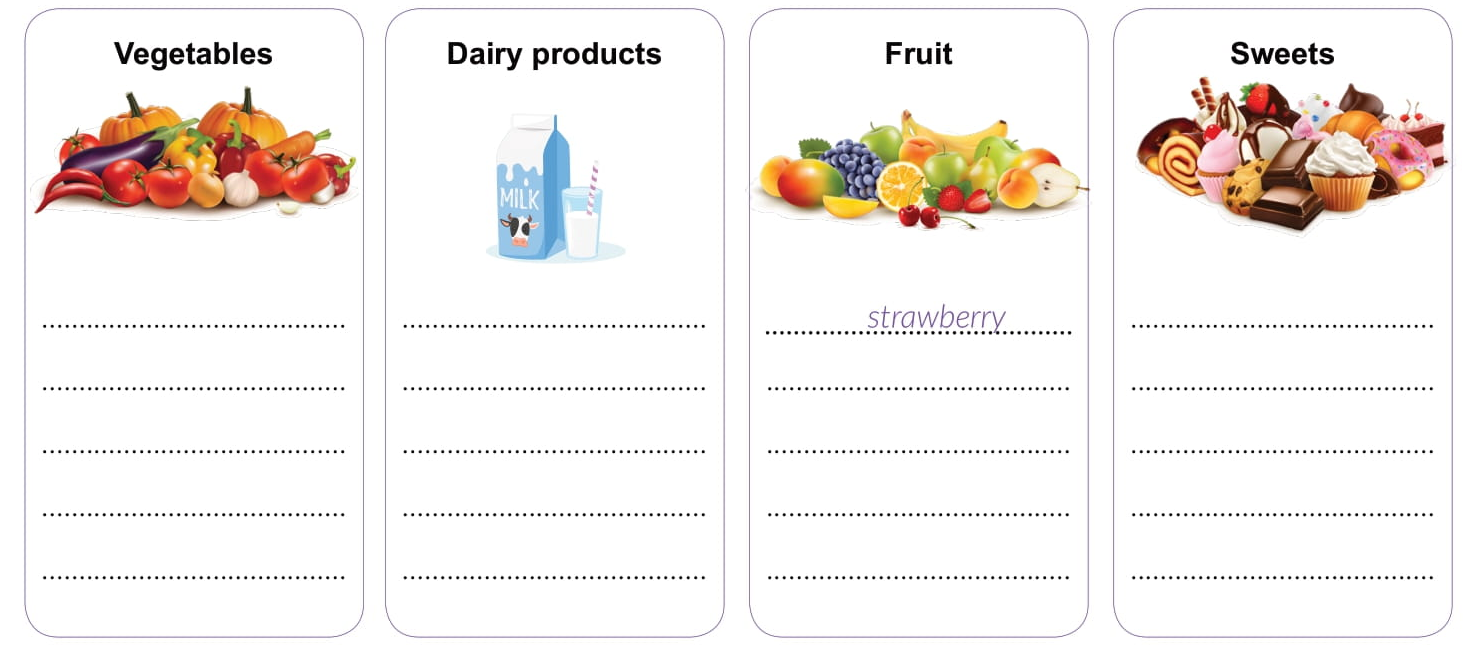 Vegetables
Dairy products
MILK
Fruit
strawberry
Sweets